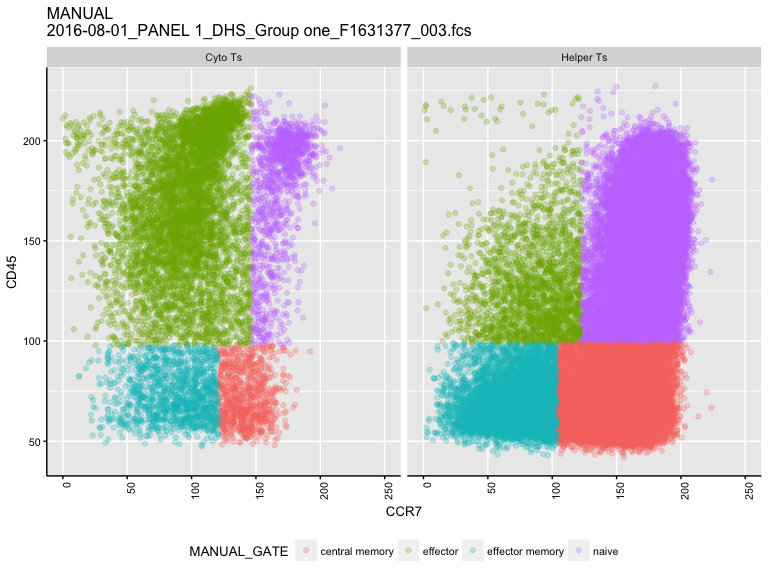 MANUAL
2016-08-01_PANEL 1_DHS_Group one_F1631377_003.fcs
Cyto Ts
Helper Ts
CD45
200
150
100
50
0
50
100
150
200
250
0
50
100
150
200
250
CCR7
MANUAL_GATE
central memory
effector
effector memory
naive